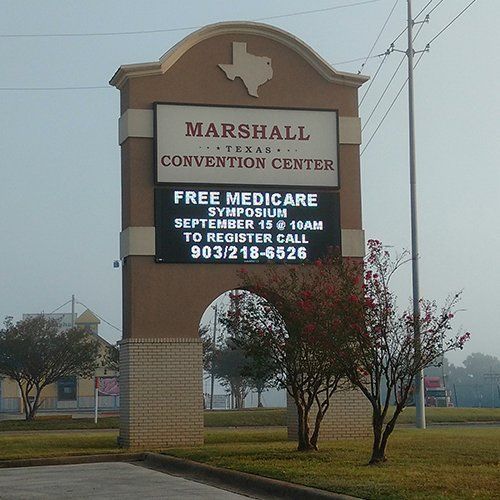 MARSHALL
TEXAS
CONVENTION CENTER
FREE MEDICARE
SYMPOSIUM
SEPTEMBER 15 @ 10AM
TO REGISTER CALL
903/218-6526